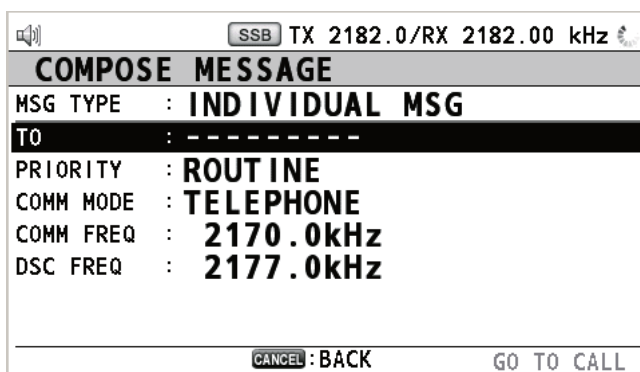 SSB TX 2182.0/RX 2182.00 kHz
COMPOSE MESSAGE
MSG TYPE : INDIVIDUAL MSG
TO : ---------
PRIORITY : ROUTINE
COMM MODE : TELEPHONE
COMM FREQ : 2170.0kHz
DSC FREQ : 2177.0kHz
CANCEL : BACK GO TO CALL